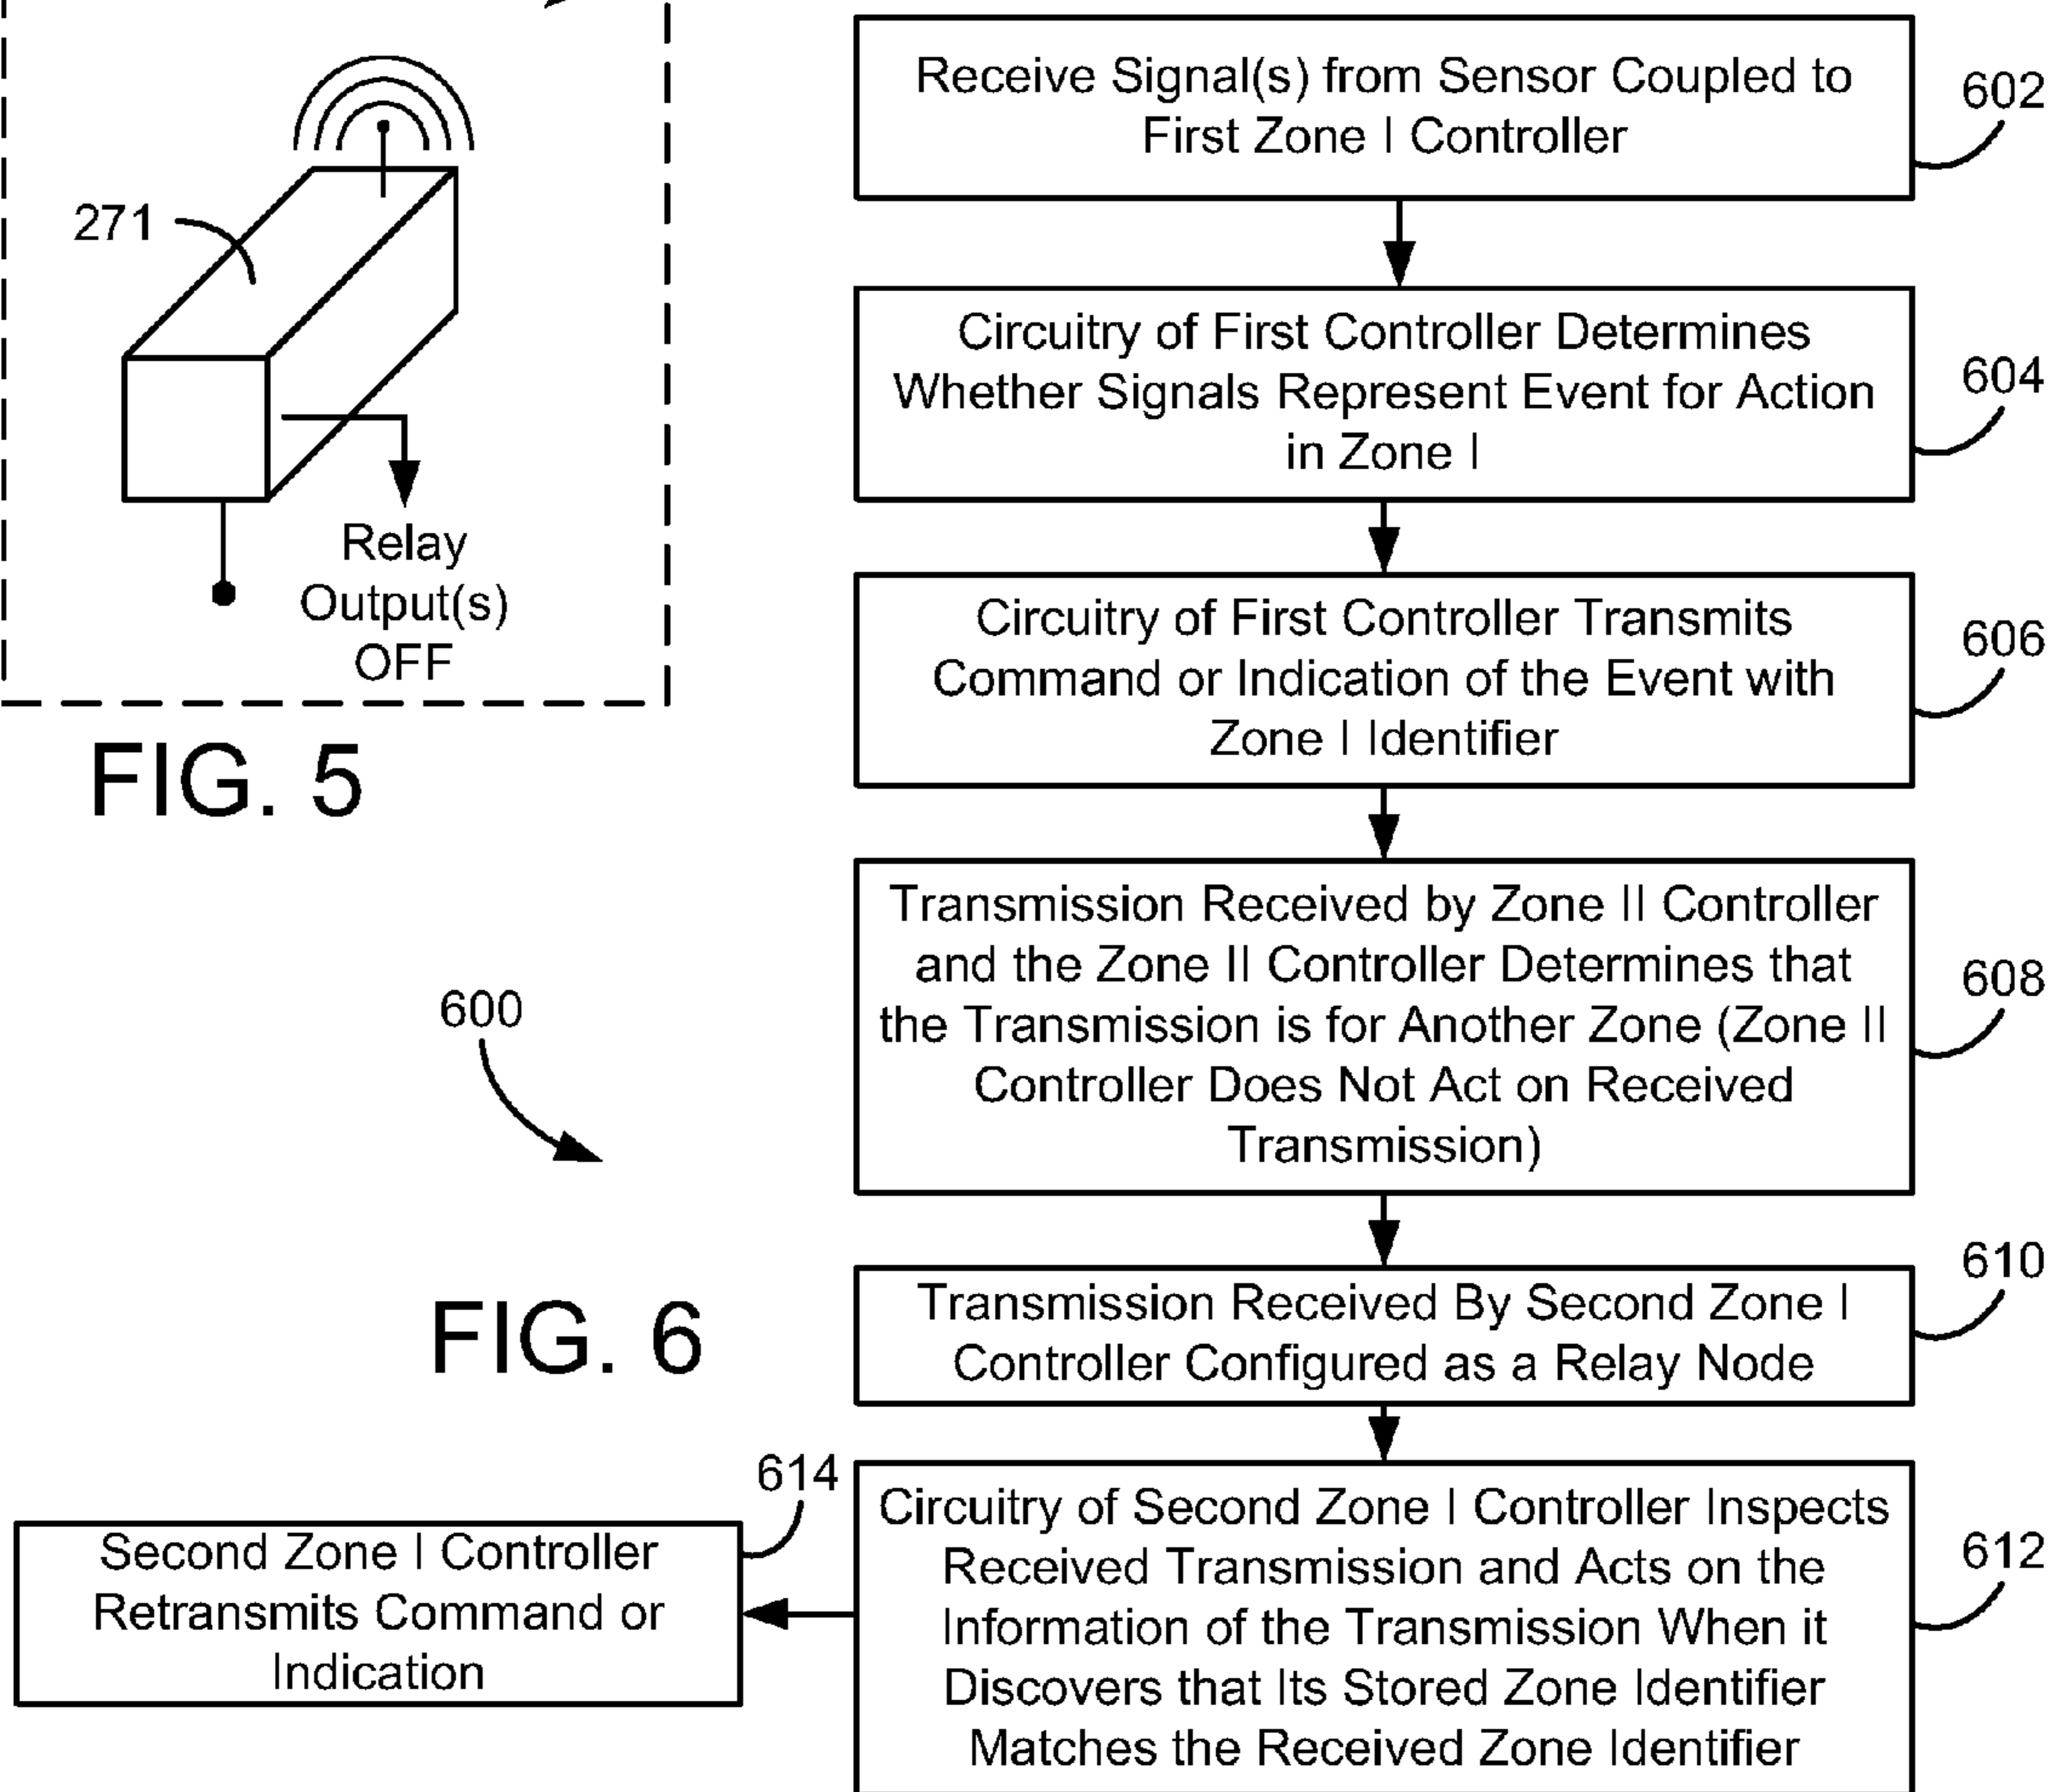 271
Relay
Output(s)
OFF
FIG. 5
Receive Signal(s) from Sensor Coupled to
First Zone I Controller
602
Circuitry of First Controller Determines
Whether Signals Represent Event for Action
in Zone I
604
Circuitry of First Controller Transmits
Command or Indication of the Event with
Zone I Identifier
606
Transmission Received by Zone II Controller
and the Zone II Controller Determines that
the Transmission is for Another Zone (Zone II
Controller Does Not Act on Received
Transmission)
608
600
Transmission Received By Second Zone I
Controller Configured as a Relay Node
610
FIG. 6
Circuitry of Second Zone I Controller Inspects
Received Transmission and Acts on the
Information of the Transmission When it
Discovers that Its Stored Zone Identifier
Matches the Received Zone Identifier
612
614
Second Zone I Controller
Retransmits Command or
Indication